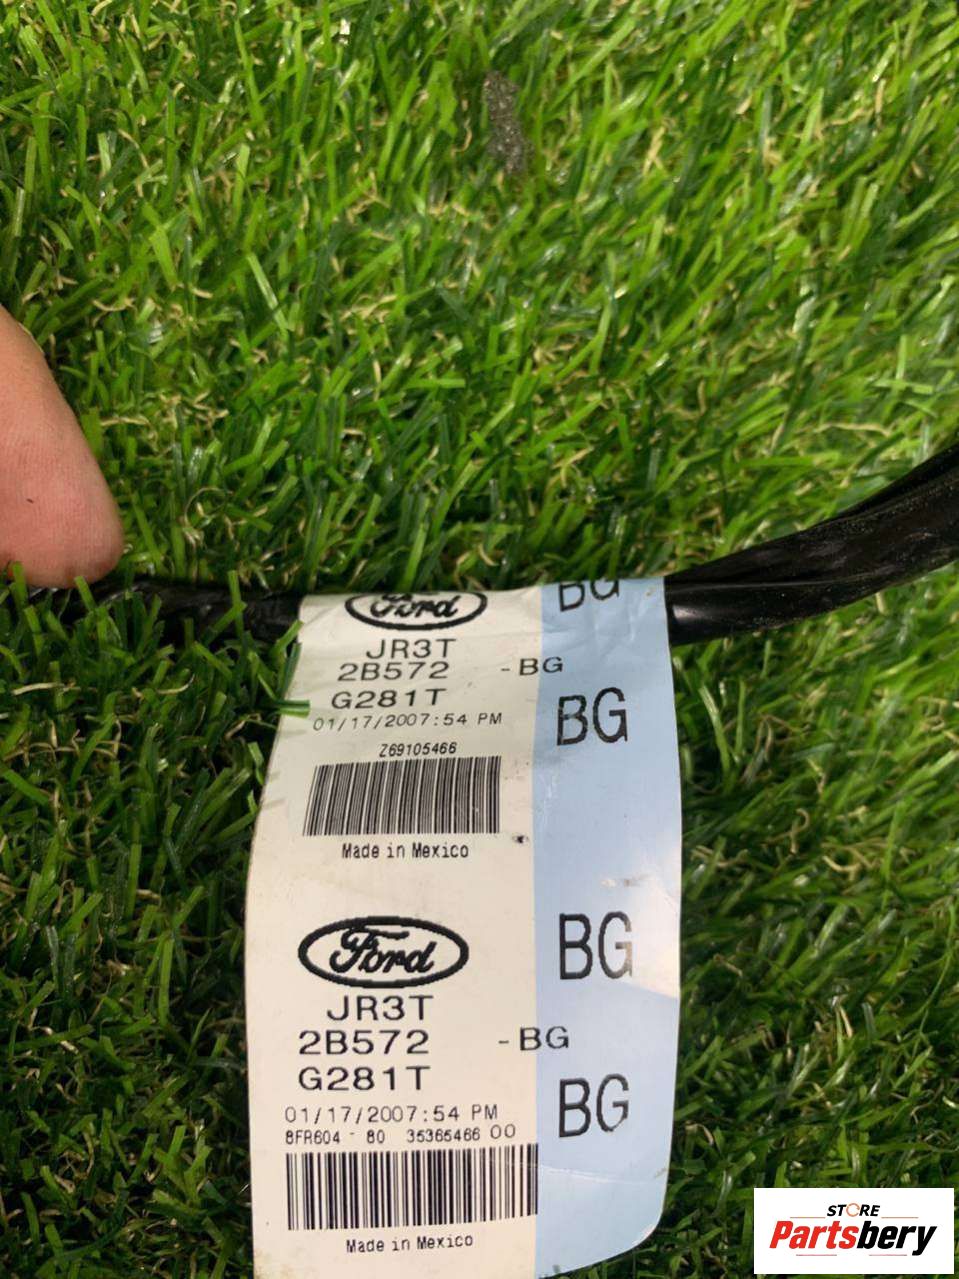 Ford BG
JR3T
2B572 -BG
G281T
01/17/2007:54 PM BG
Z69105466
Made in Mexico
Ford BG
JR3T
2B572 -BG
G281T
01/17/2007:54 PM BG
8FR604 - 80 35365466 00
Made in Mexico
STORE
Partsbery